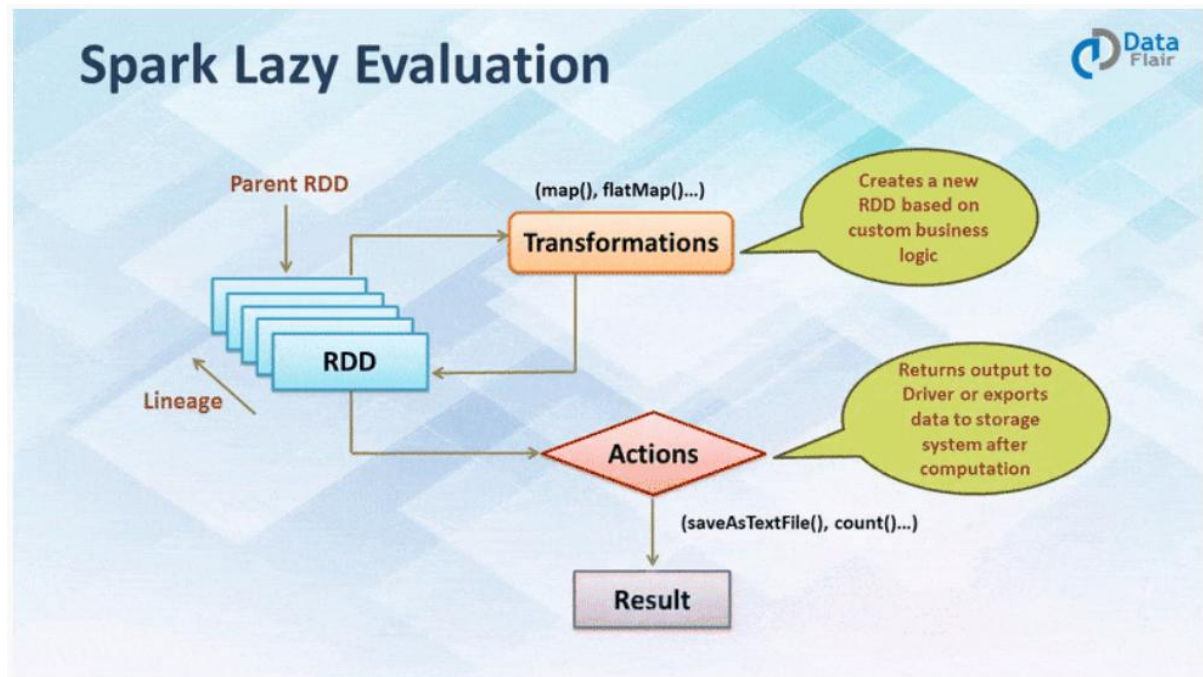 Spark Lazy Evaluation
Data
Flair
Parent RDD
(map(), flatMap()...)
Transformations
Creates a new
RDD based on
custom business
logic
RDD
Lineage
Returns output to
Driver or exports
data to storage
system after
computation
Actions
(saveAsTextFile(), count()...)
Result